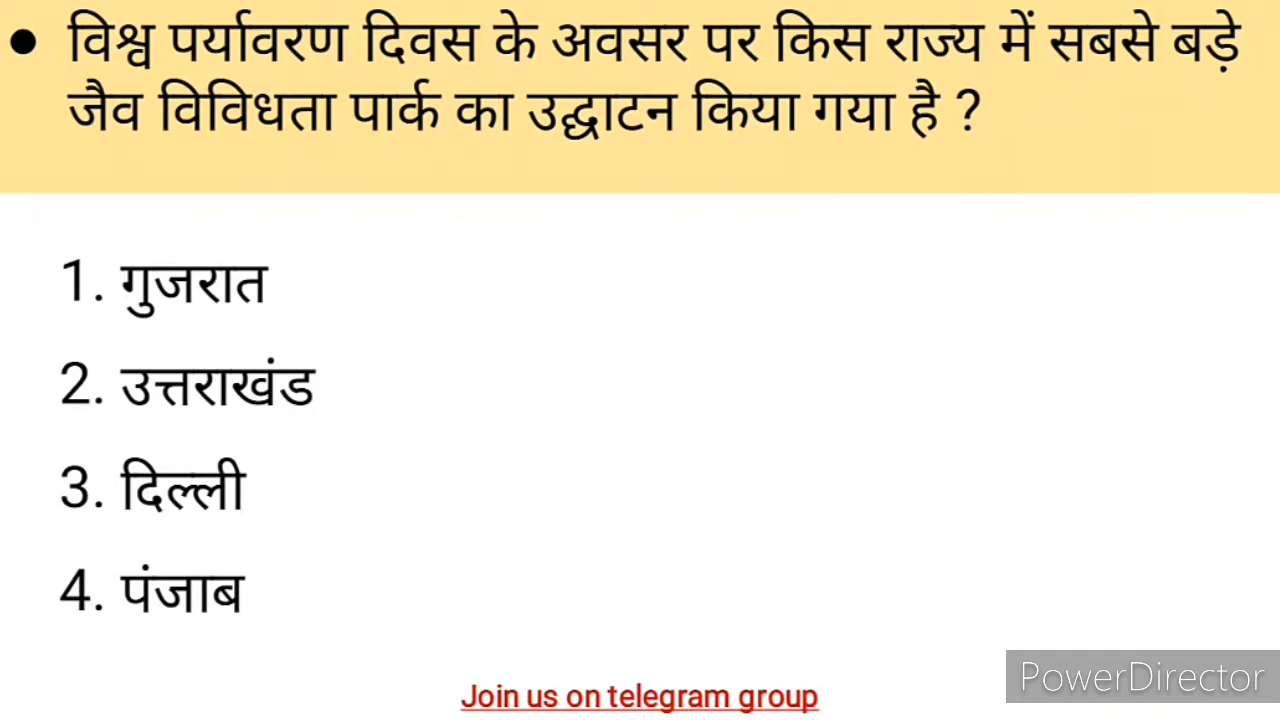 ● विश्व पर्यावरण दिवस के अवसर पर किस राज्य में सबसे बड़े
जैव विविधता पार्क का उद्घाटन किया गया है ?
1. गुजरात
2. उत्तराखंड
3. दिल्ली
4. पंजाब
Join us on telegram group
PowerDirector